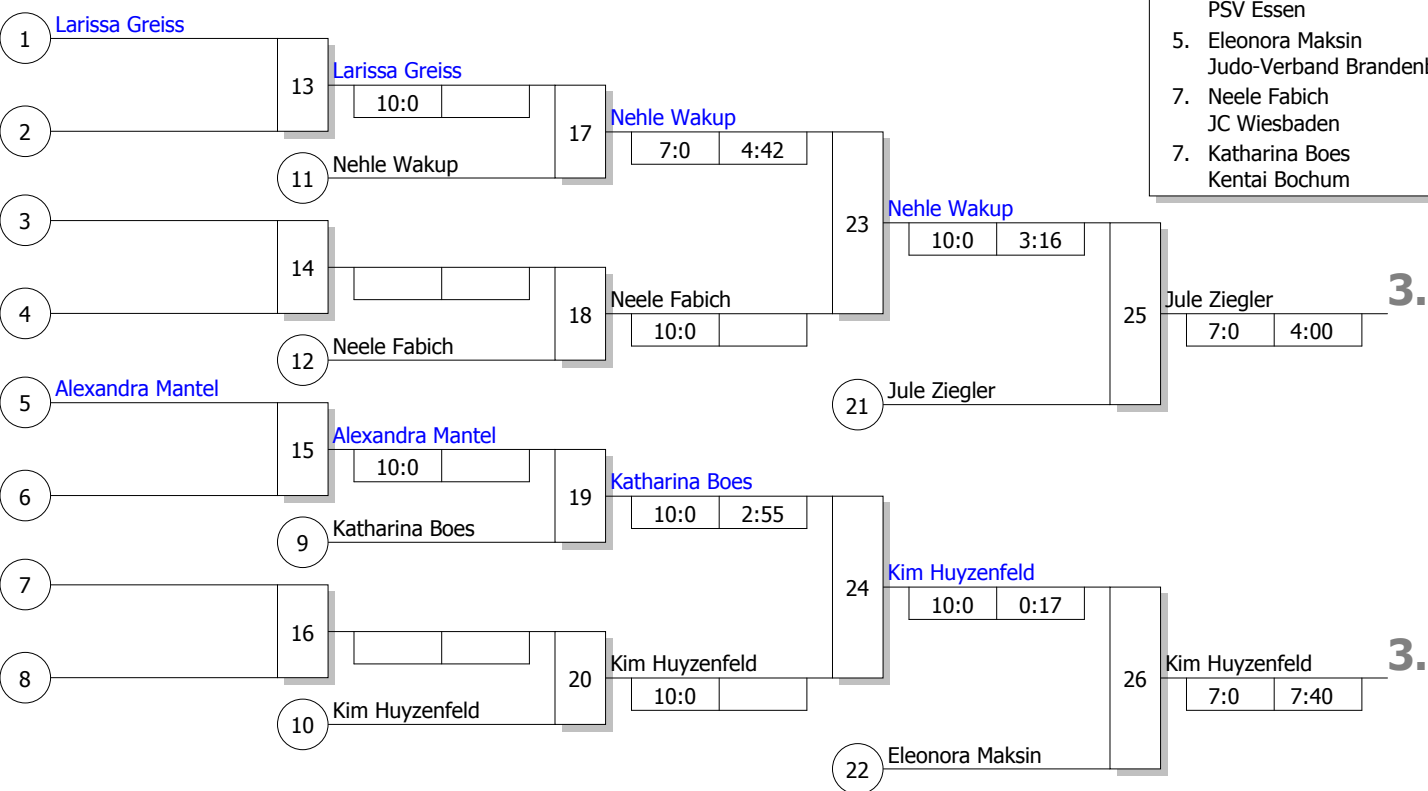 PSV Essen
5. Eleonora Maksin
Judo-Verband
7. Neele Fabich
JC Wiesbaden
7. Katharina Boes
Kentai Bochum
1 Larissa Greiss
2
13 Larissa Greiss
10:0
11 Nehle Wakup
17 Nehle Wakup
7:0 4:42
3
4
14
12 Neele Fabich
18 Neele Fabich
10:0
23 Nehle Wakup
10:0 3:16
21 Jule Ziegler
25 Jule Ziegler 3.
7:0 4:00
5 Alexandra Mantel
6
15 Alexandra Mantel
10:0
9 Katharina Boes
19 Katharina Boes
10:0 2:55
7
8
16
10 Kim Huyzenfeld
20 Kim Huyzenfeld
10:0
24 Kim Huyzenfeld
10:0 0:17
22 Eleonora Maksin
26 Kim Huyzenfeld 3.
7:0 7:40